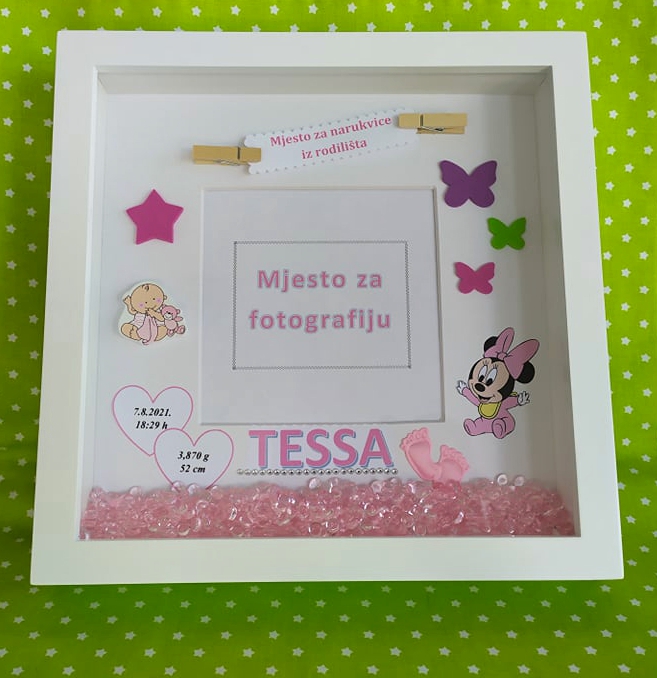 Mjesto za narukvice
iz rodilišta
Mjesto za
fotografiju
7.8.2021.
18:29 h
3,870 g
52 cm
TESSA